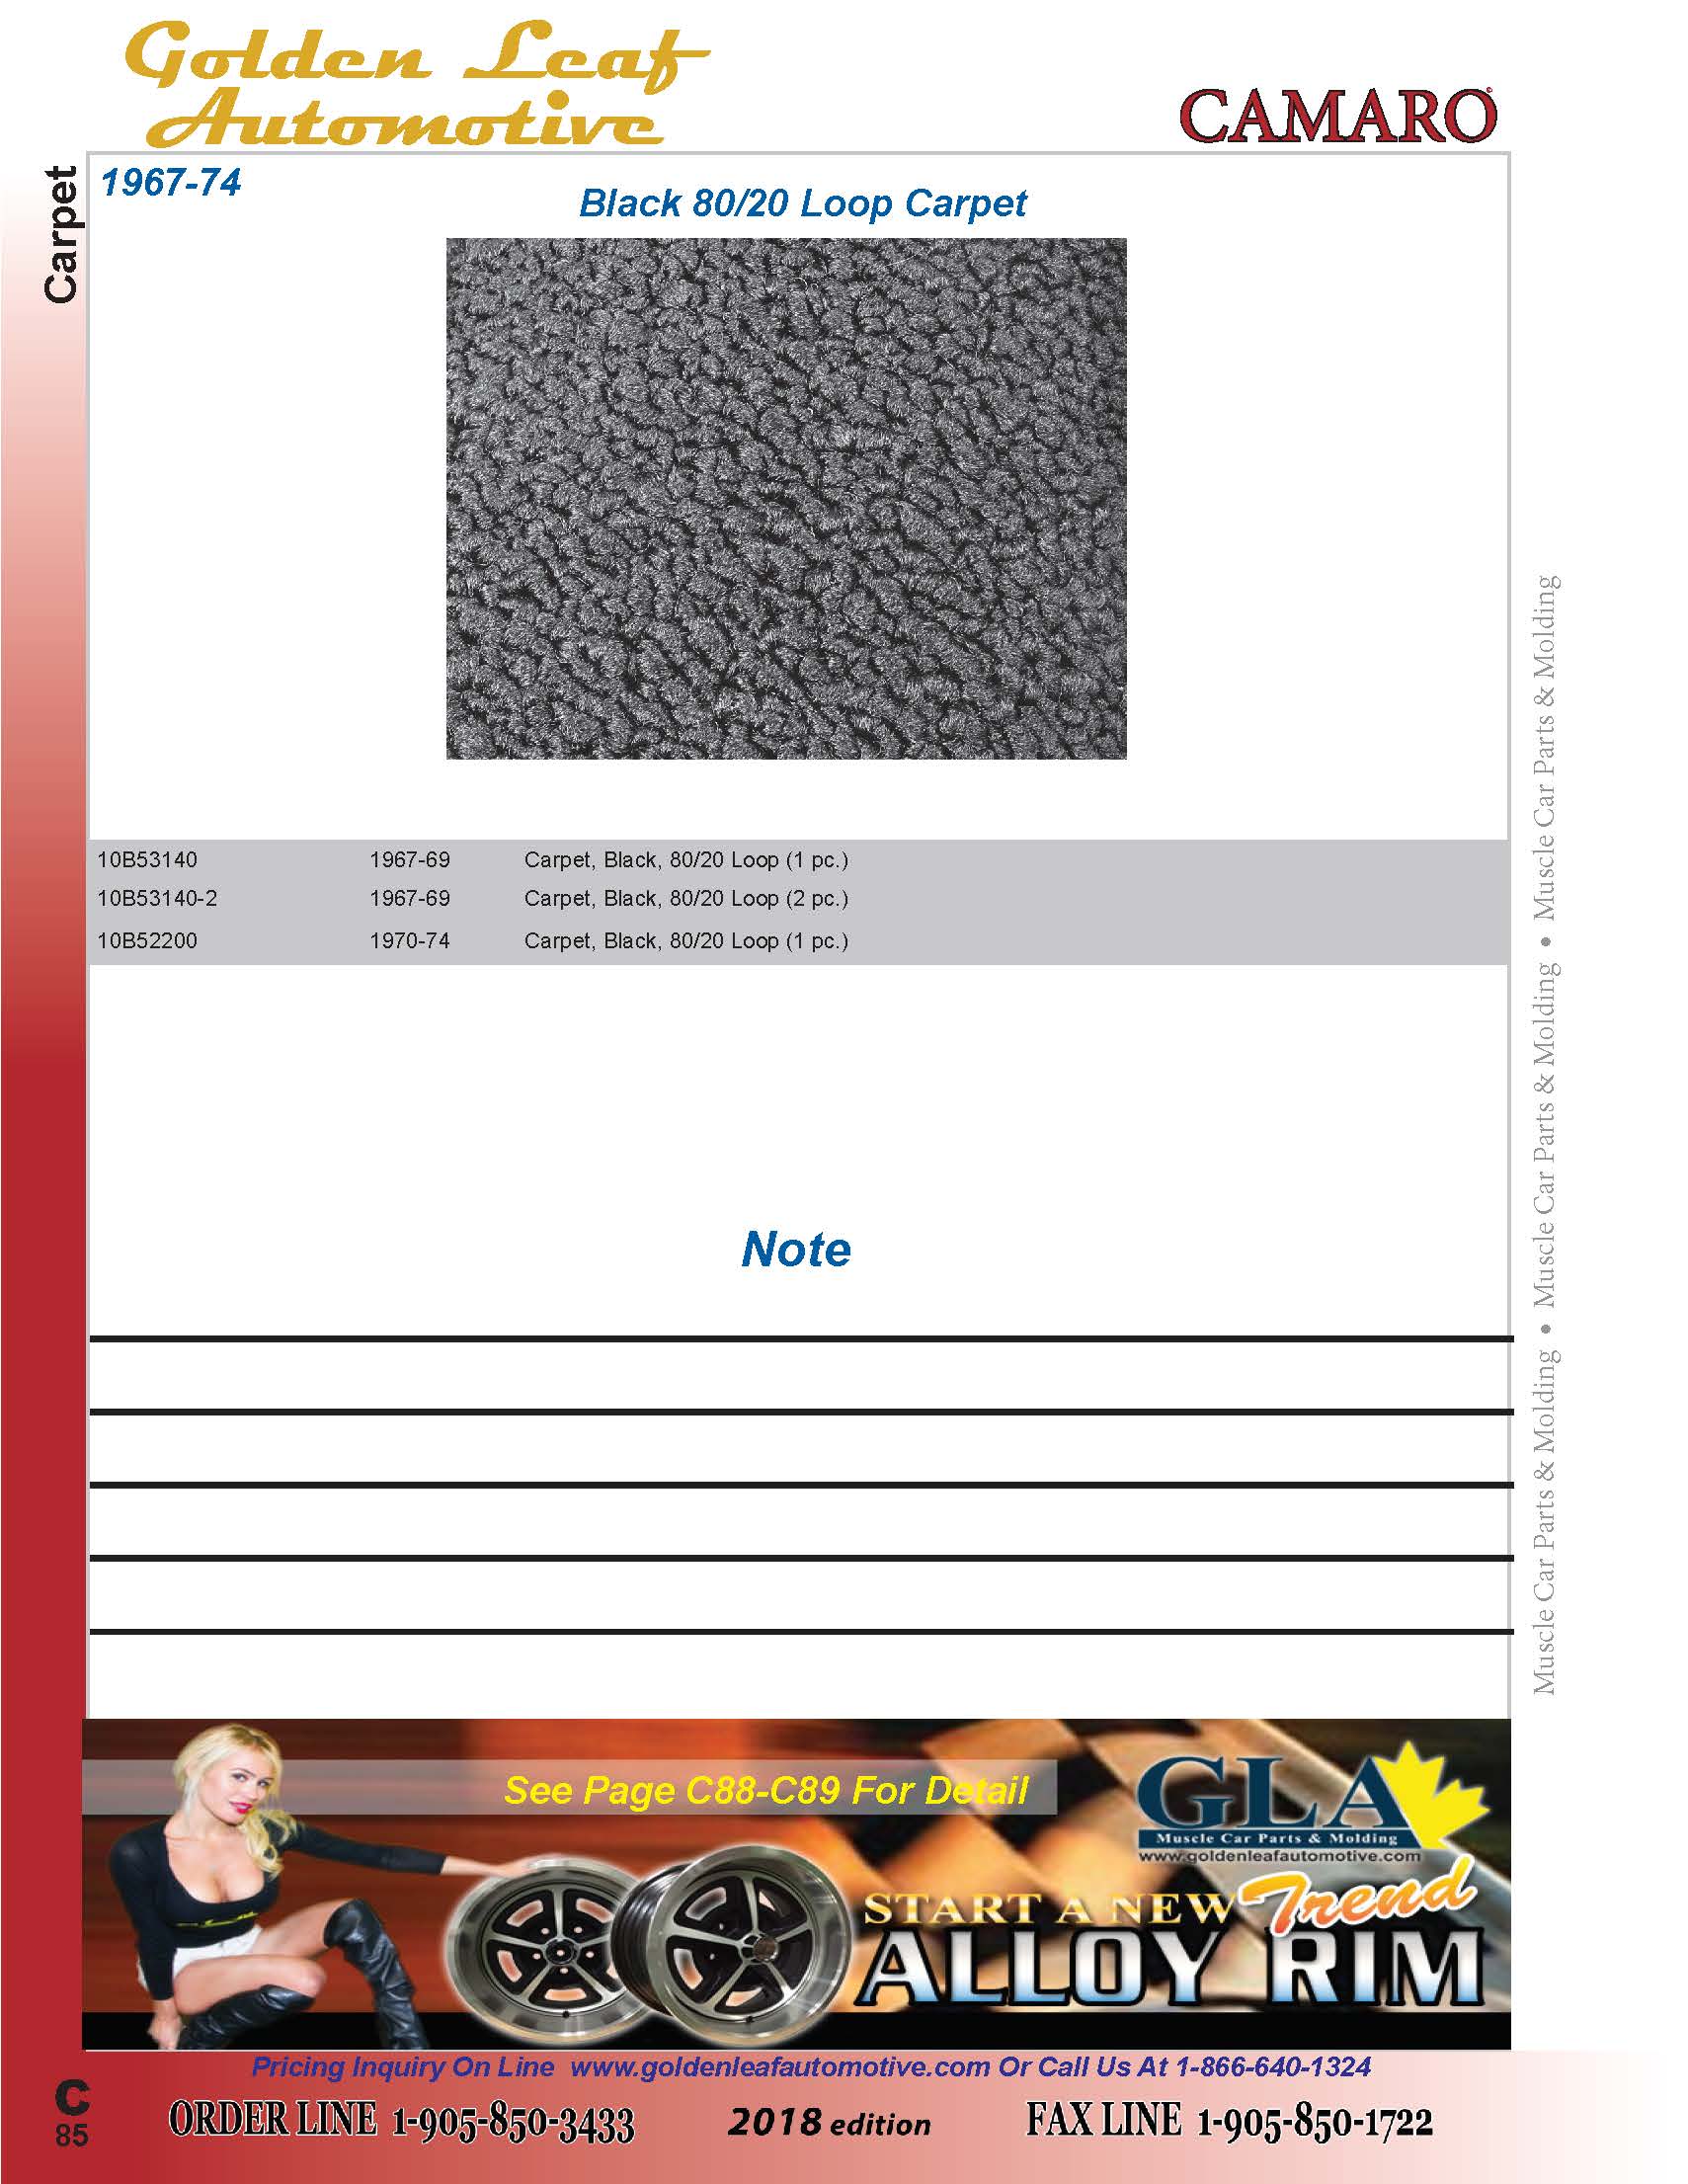 Golden Leaf
Automotive
CAMARO
Carpet
1967-74
Black 80/20 Loop Carpet
10B53140 1967-69 Carpet, Black, 80/20 Loop (1 pc.)
10B53140-2 1967-69 Carpet, Black, 80/20 Loop (2 pc.)
10B52200 1970-74 Carpet, Black, 80/20 Loop (1 pc.)
Muscle Car Parts & Molding • Muscle Car Parts & Molding • Muscle Car Parts & Molding
Note
See Page C88-C89 For Detail
GLA
Muscle Car Parts & Molding
www.goldenleafautomotive.com
START A NEW Trend
ALLOY RIM
Pricing Inquiry On Line www.goldenleafautomotive.com Or Call Us At 1-866-640-1324
C
85
ORDER LINE 1-905-850-3433 2018 edition FAX LINE 1-905-850-1722